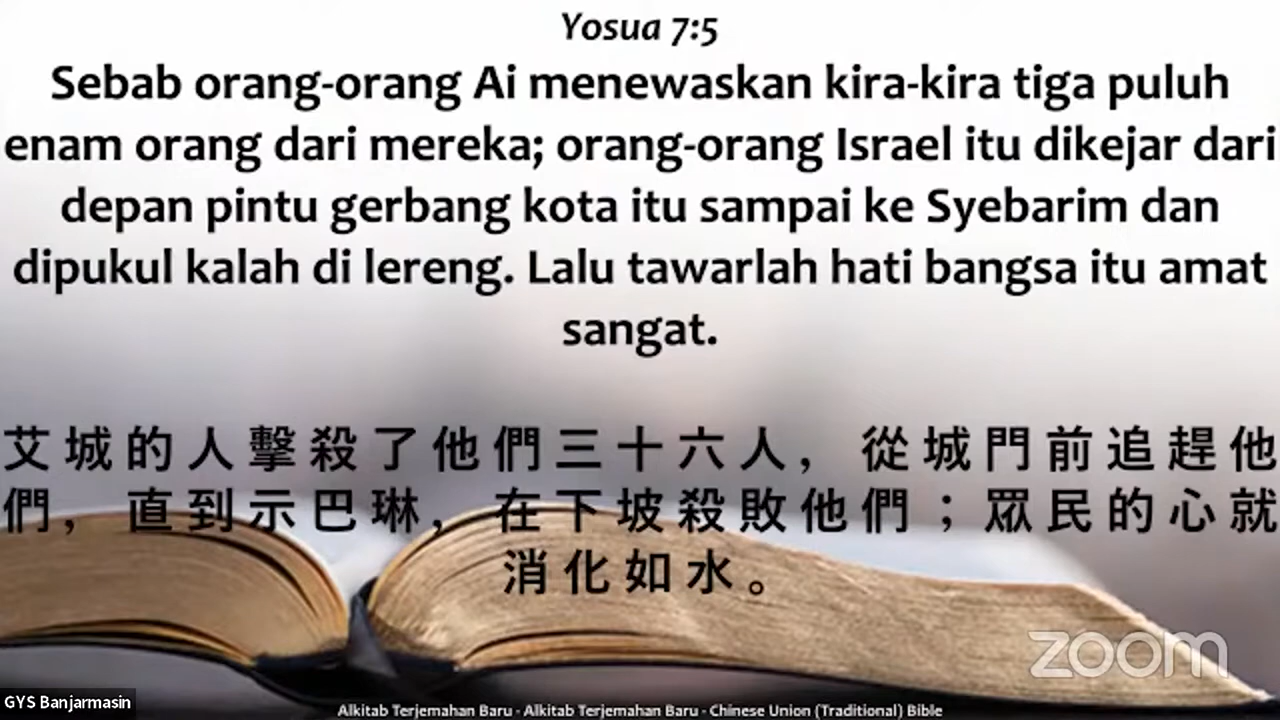 Yosua 7:5
Sebab orang-orang Ai menewaskan kira-kira tiga puluh
enam orang dari mereka; orang-orang Israel itu dikejar dari
depan pintu gerbang kota itu sampai ke Syebarim dan
dipukul kalah di lereng. Lalu tawarlah hati bangsa itu amat
sangat.
艾城的人擊殺了他們三十六人，從城門前追趕他
們，直到示巴琳，在下坡殺敗他們；眾民的心就
消化如水。
zoom
GYS Banjarmasin
Alkitab Terjemahan Baru - Alkitab Terjemahan Baru - Chinese Union (Traditional) Bible